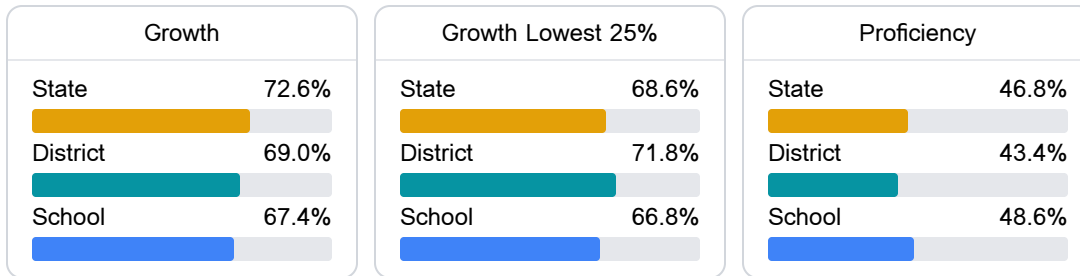 Growth
State 72.6%
District 69.0%
School 67.4%
Growth Lowest 25%
State 68.6%
District 71.8%
School 66.8%
Proficiency
State 46.8%
District 43.4%
School 48.6%